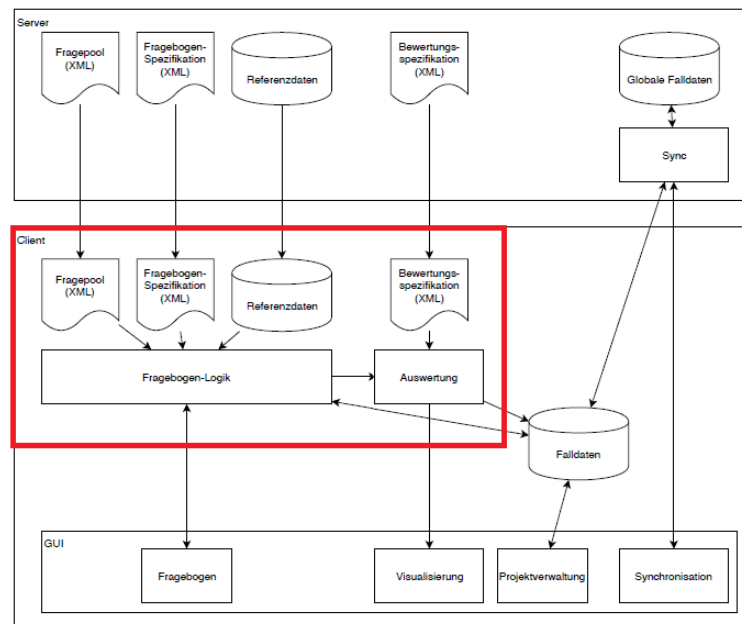 Server
Fragepool
(XML)
Fragebogen-
Spezifikation
(XML)
Referenzdaten
Bewertungs-
spezifikation
(XML)
Globale Falldaten
Sync
Client
Fragepool
(XML)
Fragebogen-
Spezifikation
(XML)
Referenzdaten
Bewertungs-
spezifikation
(XML)
Fragebogen-Logik
Auswertung
Falldaten
GUI
Fragebogen
Visualisierung
Projektverwaltung
Synchronisation